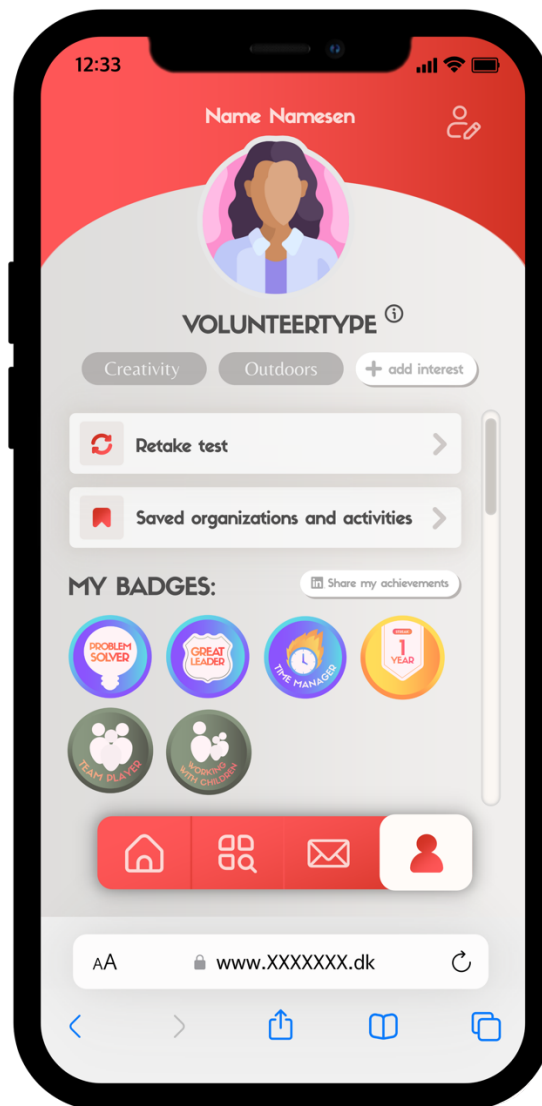 12:33
Name Namesen
VOLUNTEERTYPE
Creativity
Outdoors
add interest
Retake test
Saved organizations and activities
MY BADGES:
Share my achievements
PROBLEM
SOLVER
GREAT
LEADER
TIME MANAGER
1
YEAR
TEAM PLAYER
WORKING
WITH CHILDREN
AA
www.XXXXXXX.dk